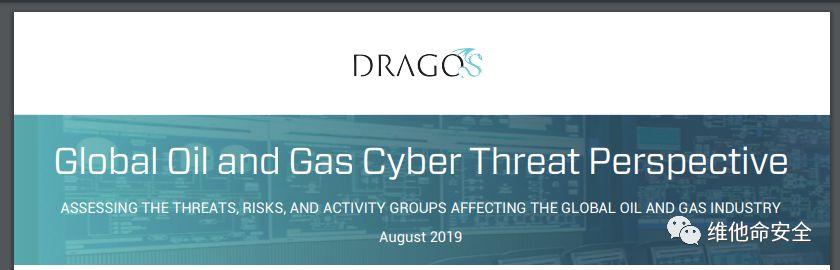 DRAGOS
Global Oil and Gas Cyber Threat Perspective
ASSESSING THE THREATS, RISKS, AND ACTIVITY GROUPS AFFECTING THE GLOBAL OIL AND GAS INDUSTRY
August 2019
维他命安全